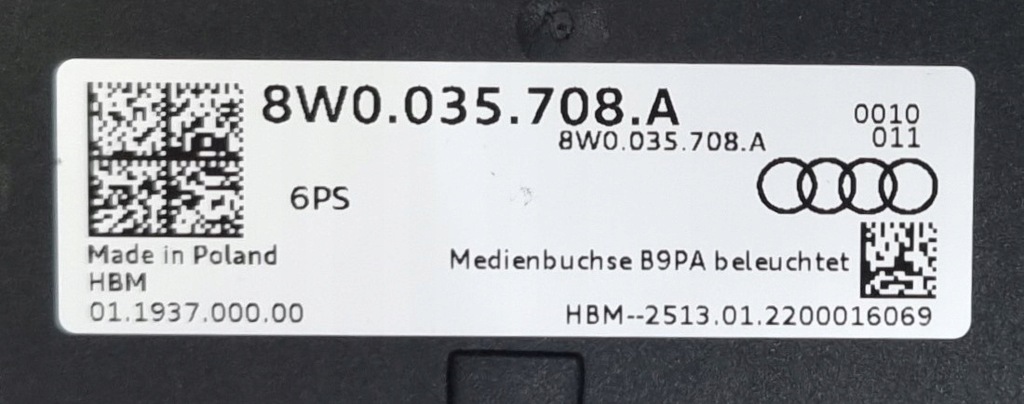 8W0.035.708.A
0010
8W0.035.708.A
011
6PS
Made in Poland
Medienbuchse B9PA beleuchtet
HBM
01.1937.000.00
HBM--2513.01.2200016069